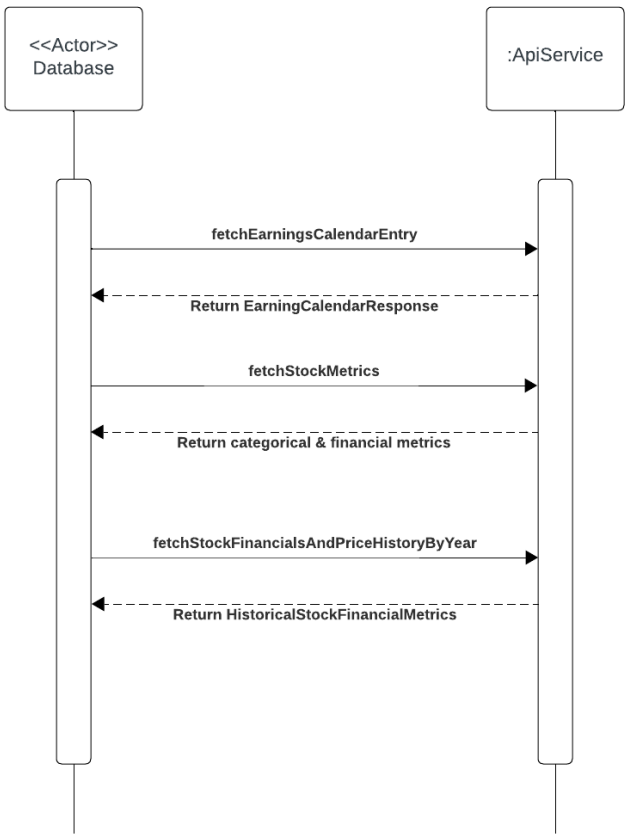 <<Actor>>
Database
:ApiService
fetchEarningsCalendarEntry
Return EarningCalendarResponse
fetchStockMetrics
Return categorical & financial metrics
fetchStockFinancialsAndPriceHistoryByYear
Return HistoricalStockFinancialMetrics